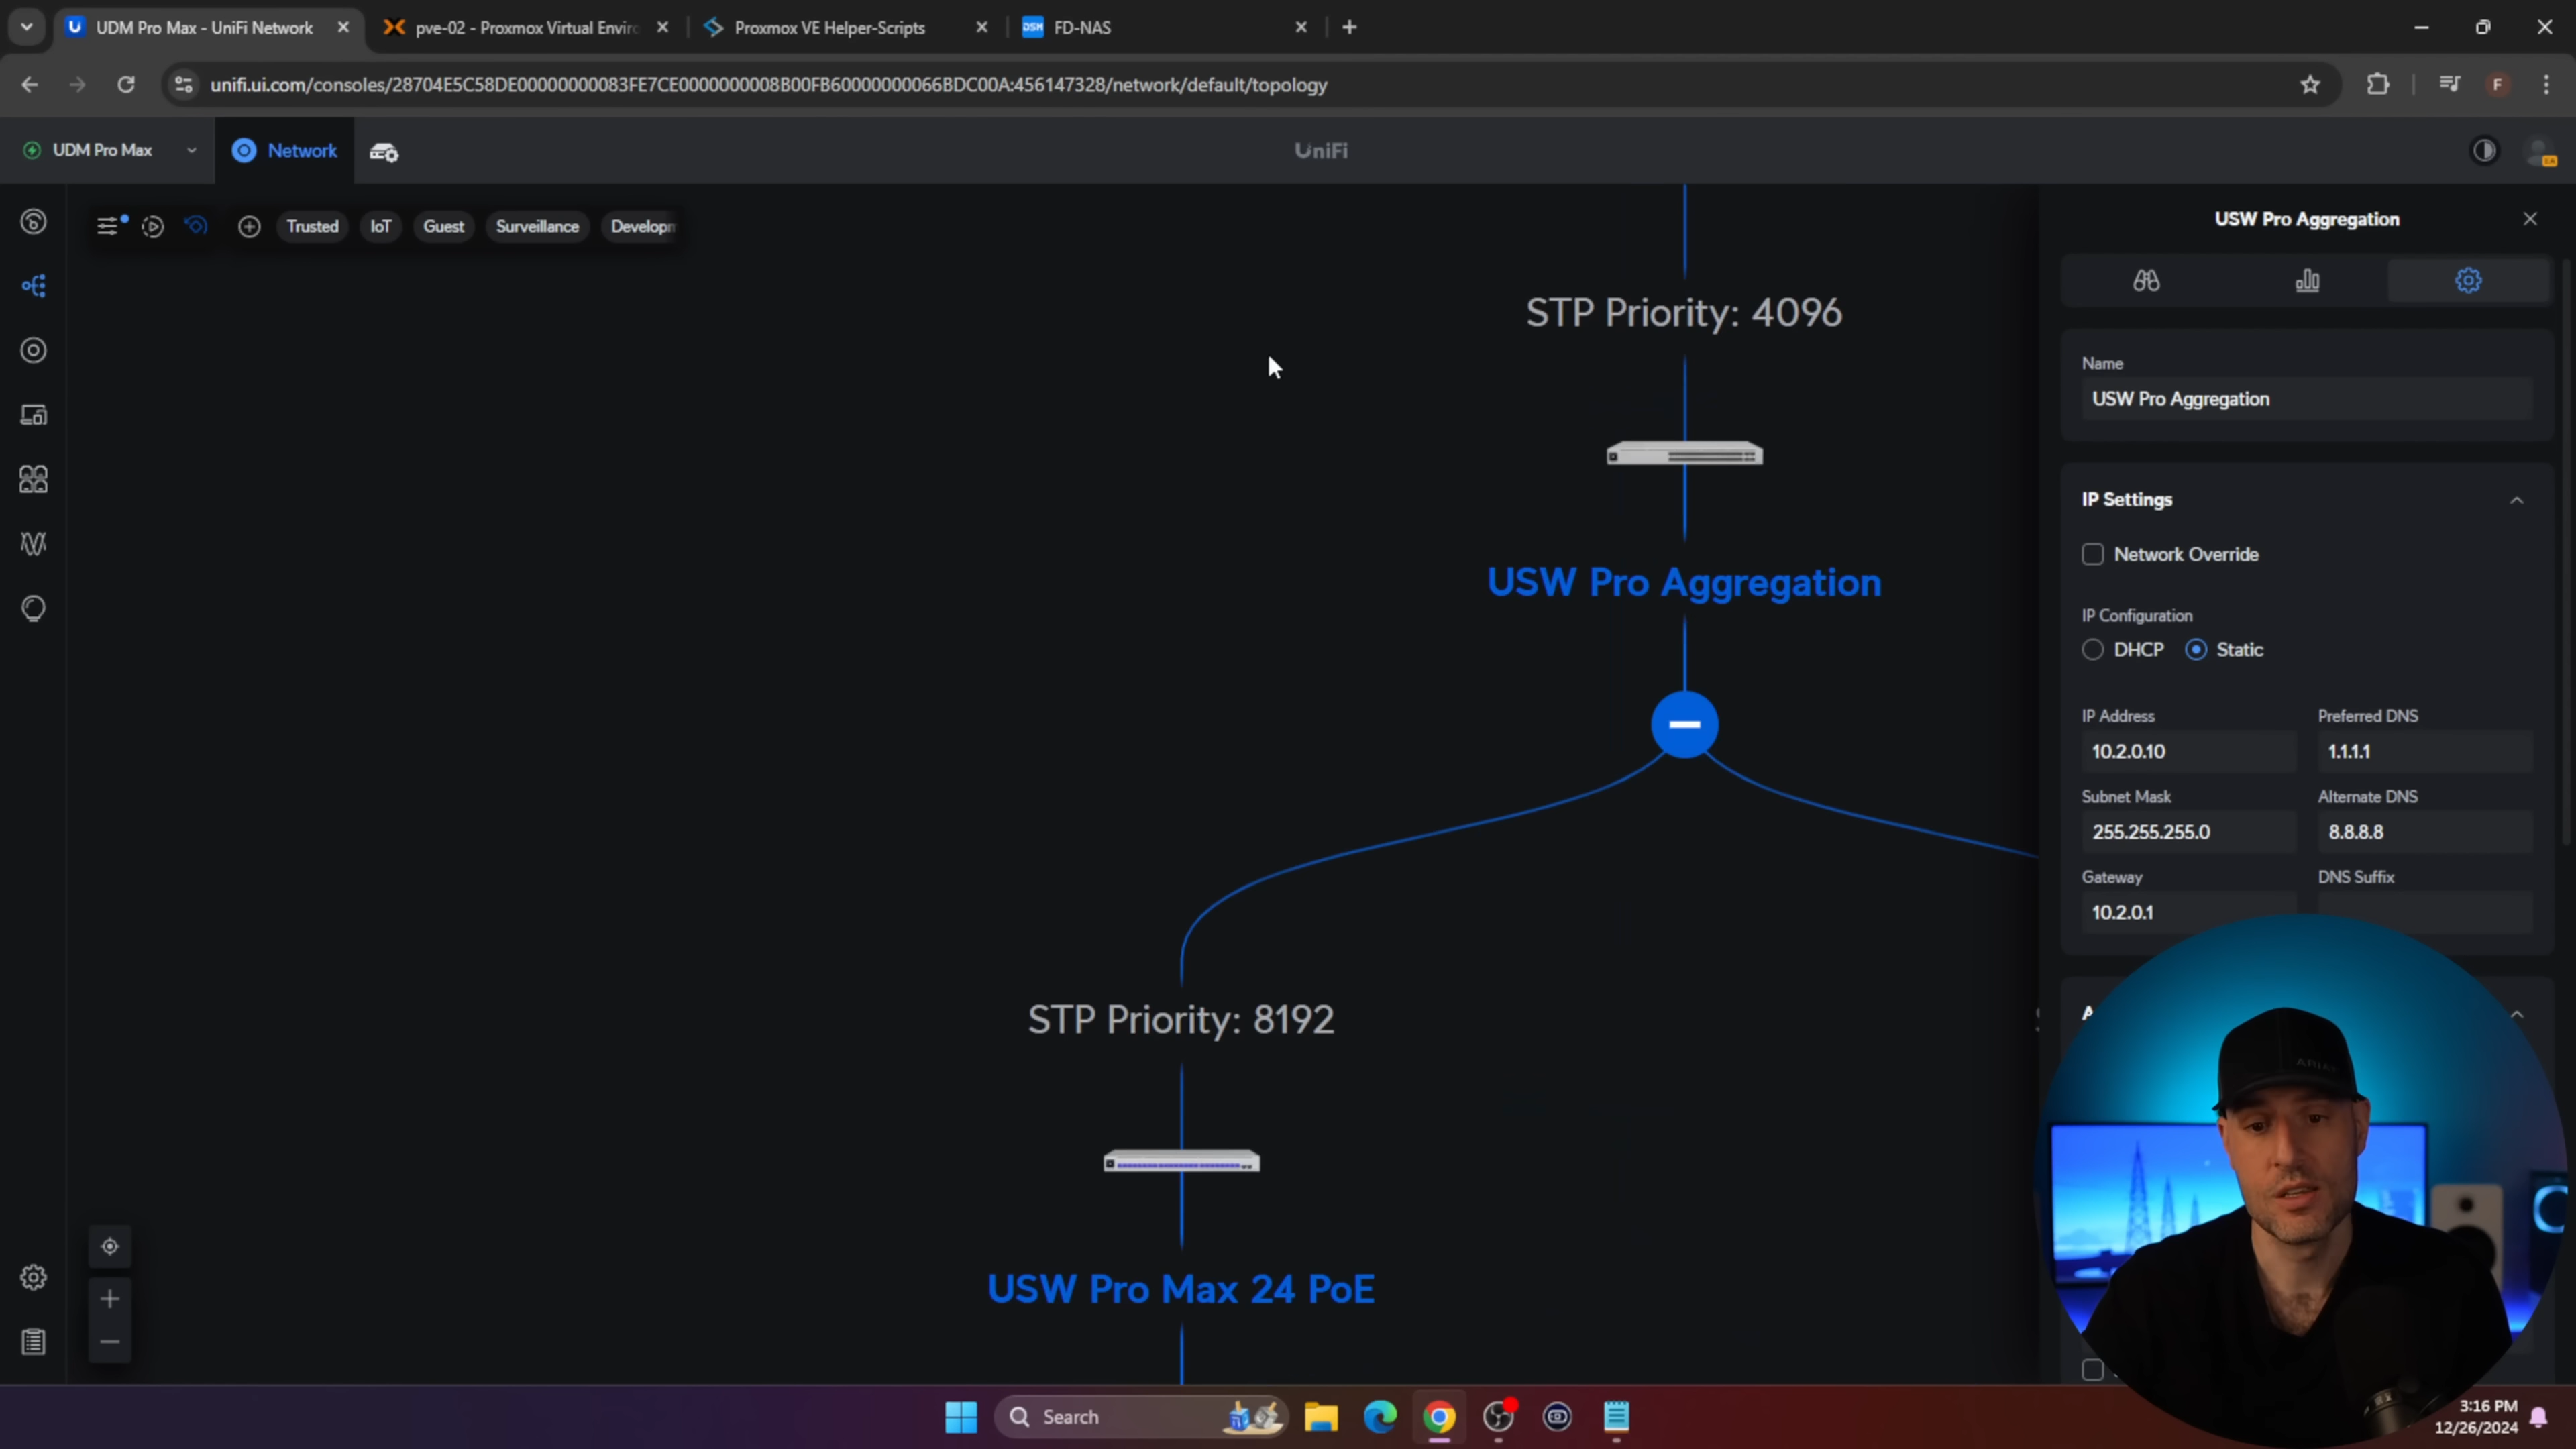 UDM Pro Max - UniFi Network
pve-02 - Proxmox Virtual Enviro
Proxmox VE Helper-Scripts
DSM
FD-NAS
unifi.ui.com/consoles/28704E5C58DE00000000083FE7CE0000000008B00FB60000000066BDC00A:456147328/network/default/topology
F
UDM Pro Max
Network
UniFi
EA
Trusted
IoT
Guest
Surveillance
Developm
STP Priority: 4096
USW Pro Aggregation
STP Priority: 8192
USW Pro Max 24 PoE
USW Pro Aggregation
Name
USW Pro Aggregation
IP Settings
Network Override
IP Configuration
DHCP
Static
IP Address
Preferred DNS
10.2.0.10
1.1.1.1
Subnet Mask
Alternate DNS
255.255.255.0
8.8.8.8
Gateway
DNS Suffix
10.2.0.1
Search
3:16 PM
12/26/2024